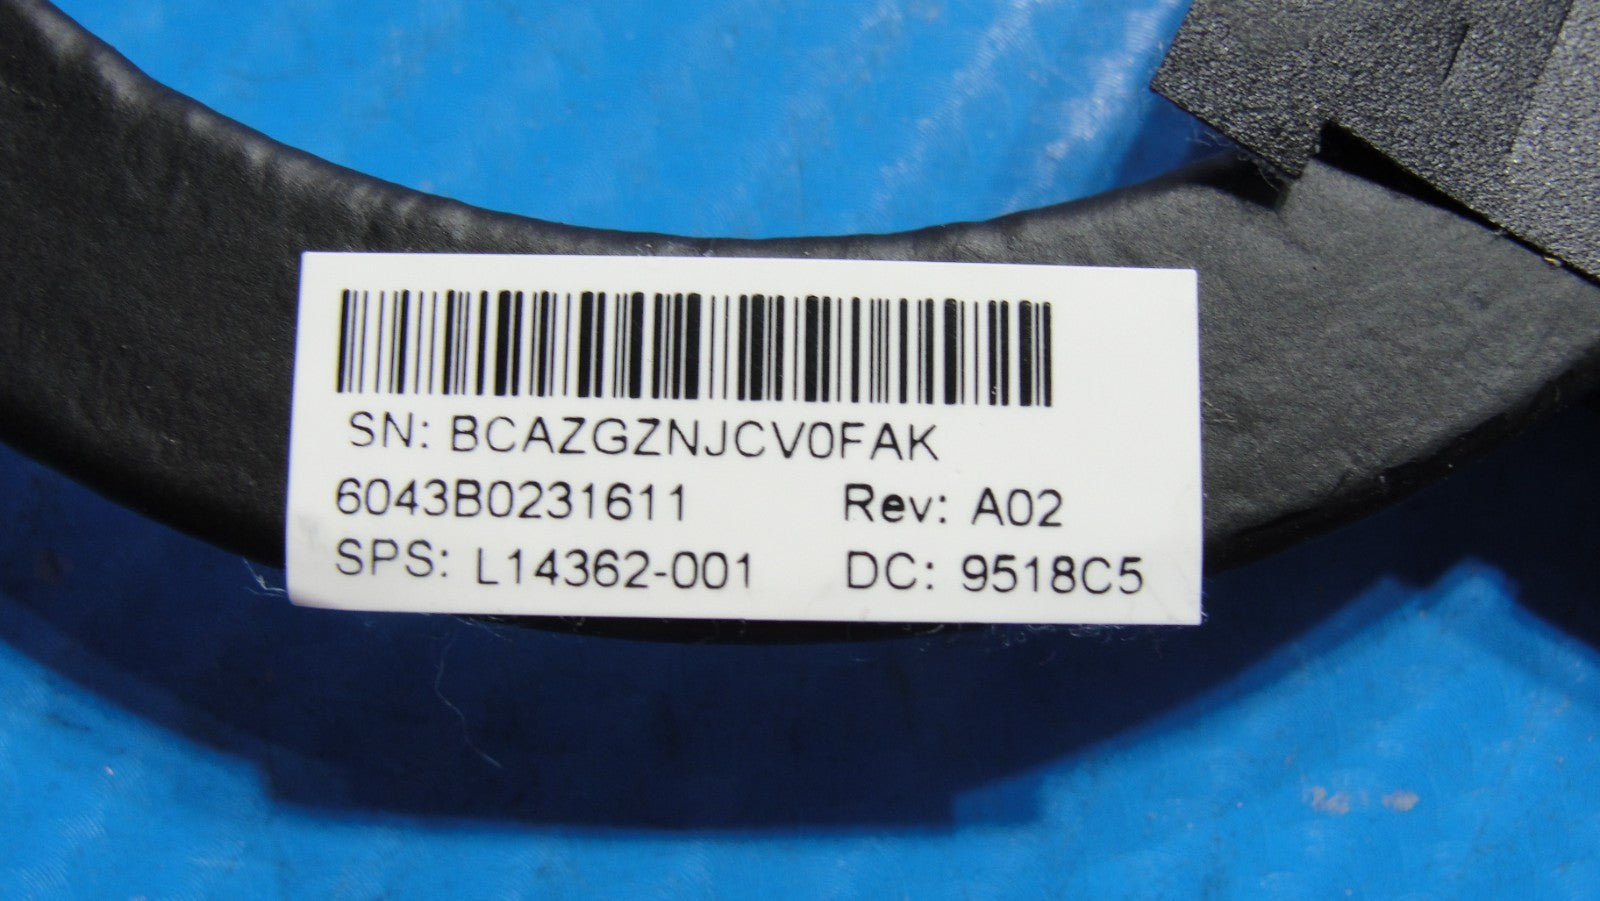 SN: BCAZGZNJCV0FAK
6043B0231611 Rev: A02
SPS: L14362-001 DC: 9518C5